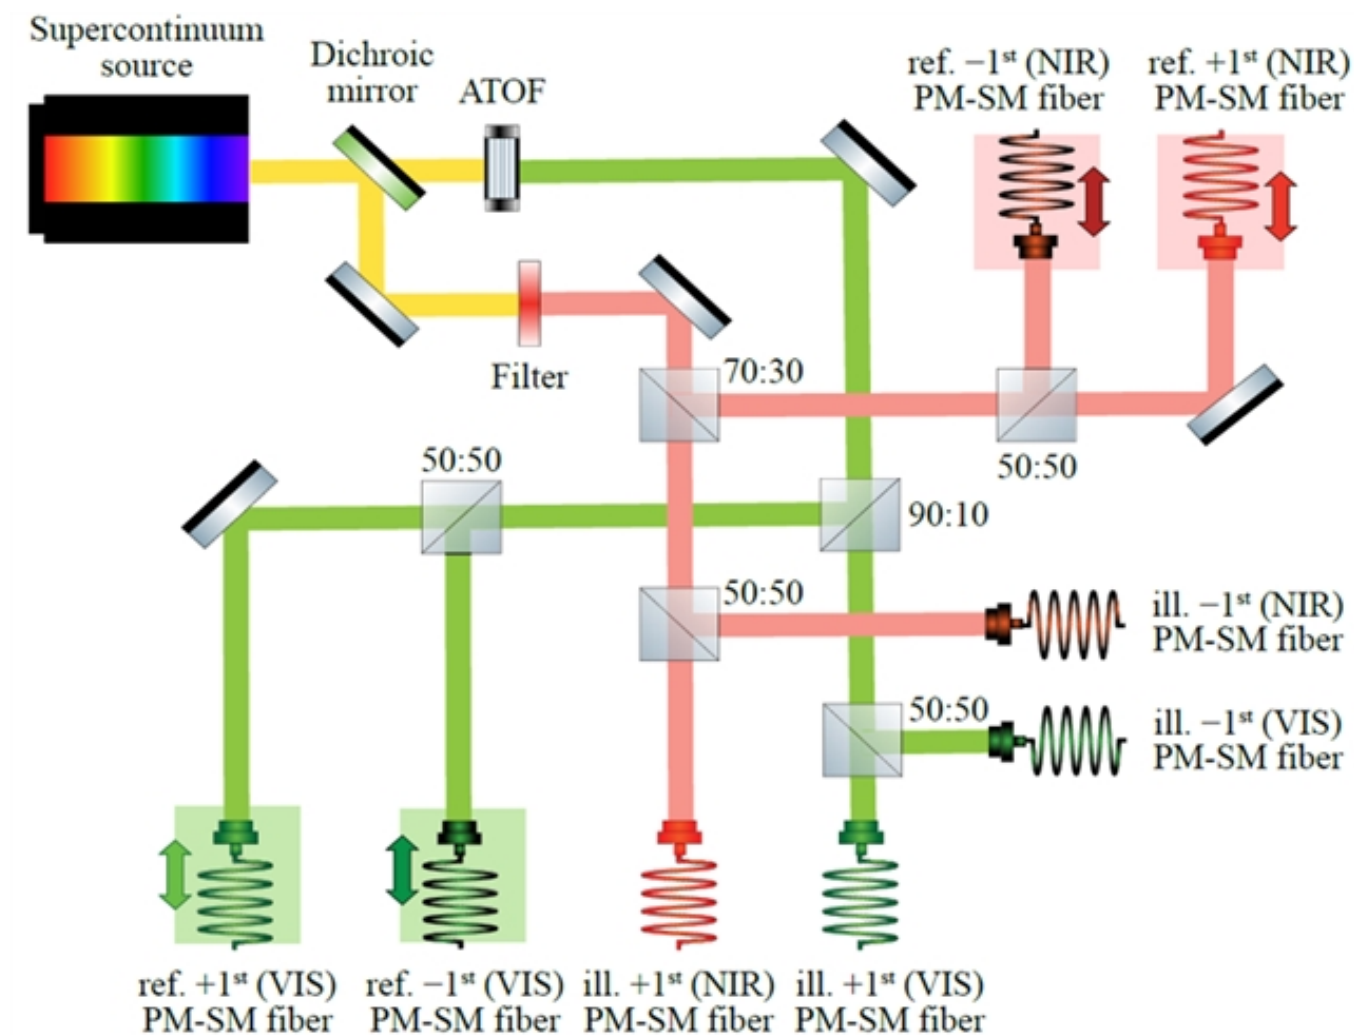 Supercontinuum
source
Dichroic
mirror
ATOF
ref. −1ˢᵗ (NIR)
PM-SM fiber
ref. +1ˢᵗ (NIR)
PM-SM fiber
Filter
70:30
50:50
50:50
90:10
50:50
ill. −1ˢᵗ (NIR)
PM-SM fiber
50:50
ill. −1ˢᵗ (VIS)
PM-SM fiber
ref. +1ˢᵗ (VIS)
PM-SM fiber
ref. −1ˢᵗ (VIS)
PM-SM fiber
ill. +1ˢᵗ (NIR)
PM-SM fiber
ill. +1ˢᵗ (VIS)
PM-SM fiber